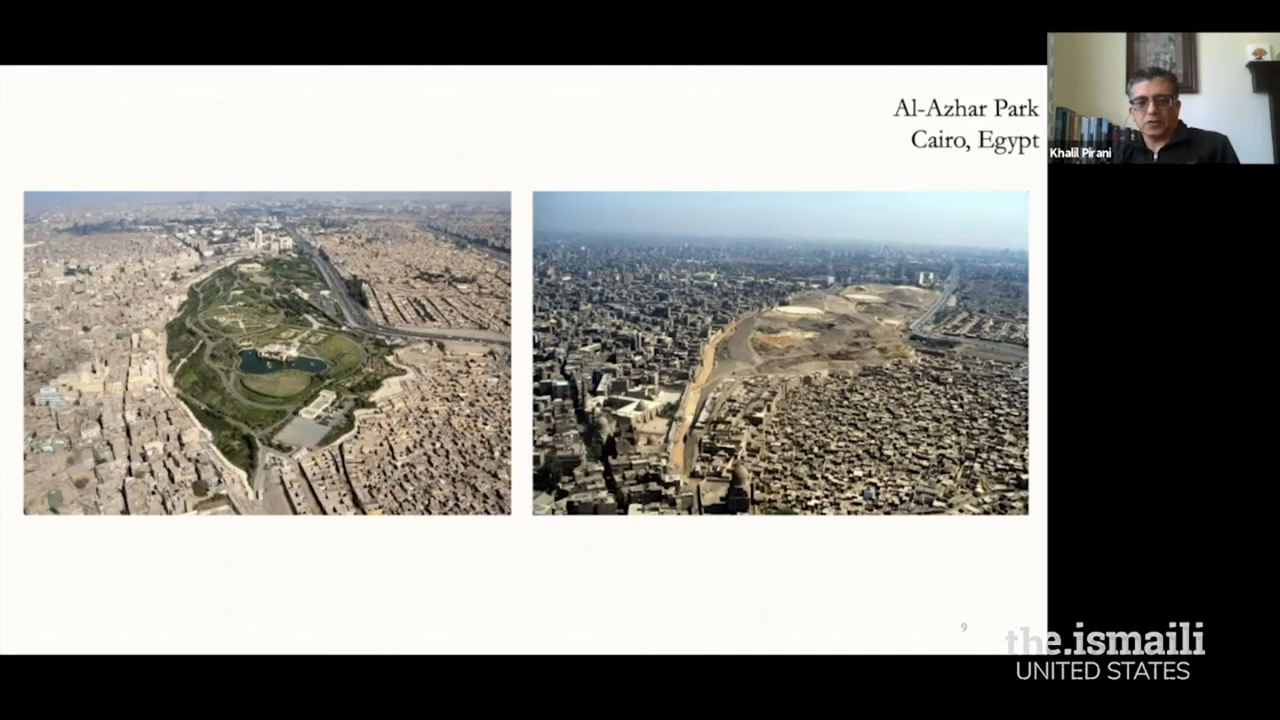 Al-Azhar Park
Cairo, Egypt
Khalil Pirani
9
the.ismaili
UNITED STATES